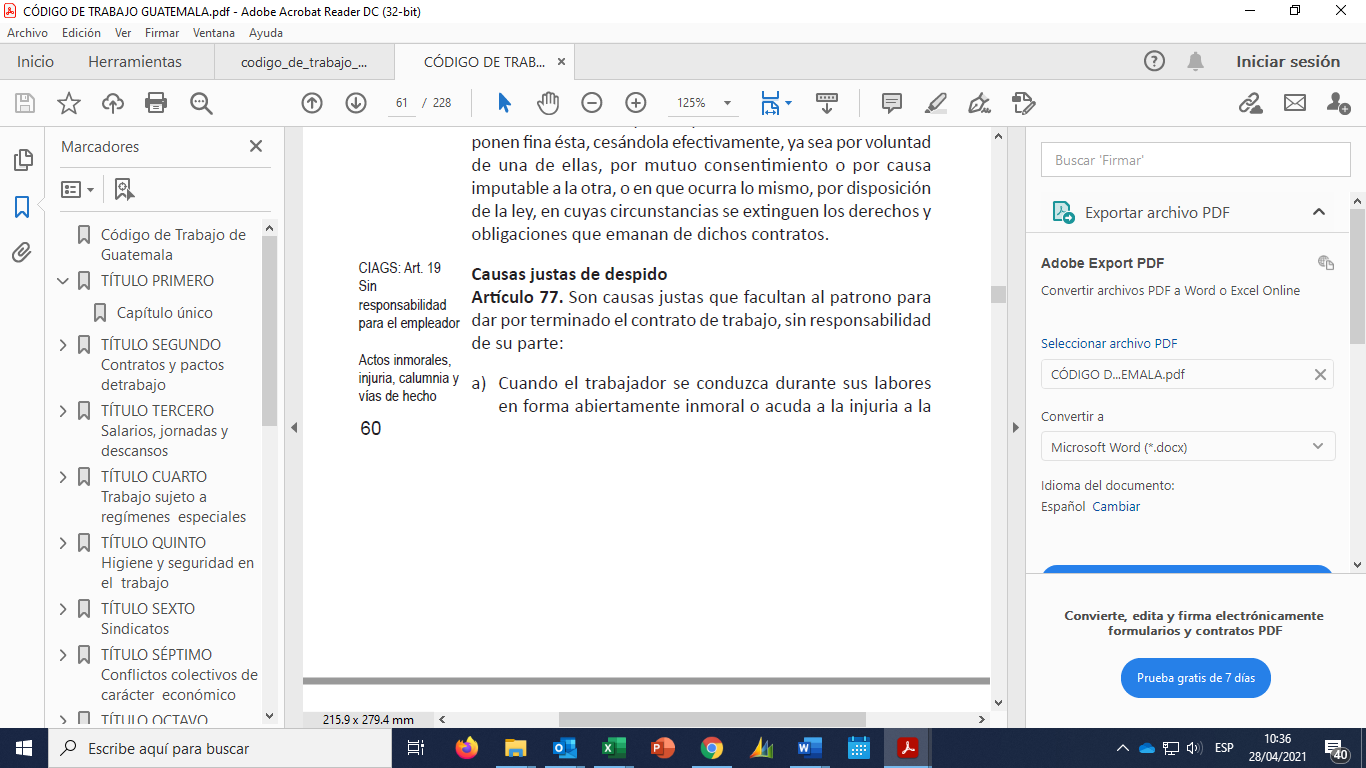 CÓDIGO DE TRABAJO GUATEMALA.pdf - Adobe Acrobat Reader DC (32-bit)
Archivo Edición Ver Firmar Ventana Ayuda
Inicio Herramientas codigo_de_trabajo_... CÓDIGO DE TRAB... Iniciar sesión
61 / 228 125%
Marcadores
Código de Trabajo de
Guatemala
TÍTULO PRIMERO
Capítulo único
TÍTULO SEGUNDO
Contratos y pactos
detrabajo
TÍTULO TERCERO
Salarios, jornadas y
descansos
TÍTULO CUARTO
Trabajo sujeto a
regímenes especiales
TÍTULO QUINTO
Higiene y seguridad en
el trabajo
TÍTULO SEXTO
Sindicatos
TÍTULO SÉPTIMO
Conflictos colectivos de
carácter económico
TÍTULO OCTAVO
ponen fina ésta, cesándola efectivamente, ya sea por voluntad
de una de ellas, por mutuo consentimiento o por causa
imputable a la otra, o en que ocurra lo mismo, por disposición
de la ley, en cuyas circunstancias se extinguen los derechos y
obligaciones que emanan de dichos contratos.
CIAGS: Art. 19
Sin
responsabilidad
para el empleador
Causas justas de despido
Artículo 77. Son causas justas que facultan al patrono para
dar por terminado el contrato de trabajo, sin responsabilidad
de su parte:
Actos inmorales,
injuria, calumnia y
vías de hecho
a) Cuando el trabajador se conduzca durante sus labores
en forma abiertamente inmoral o acuda a la injuria a la
60
215.9 x 279.4 mm
Buscar 'Firmar'
Exportar archivo PDF
Adobe Export PDF
Convertir archivos PDF a Word o Excel Online
Seleccionar archivo PDF
CÓDIGO D...EMALA.pdf
Convertir a
Microsoft Word (*.docx)
Idioma del documento:
Español Cambiar
Convierte, edita y firma electrónicamente
formularios y contratos PDF
Prueba gratis de 7 días
Escribe aquí para buscar
ESP
10:36
28/04/2021
40